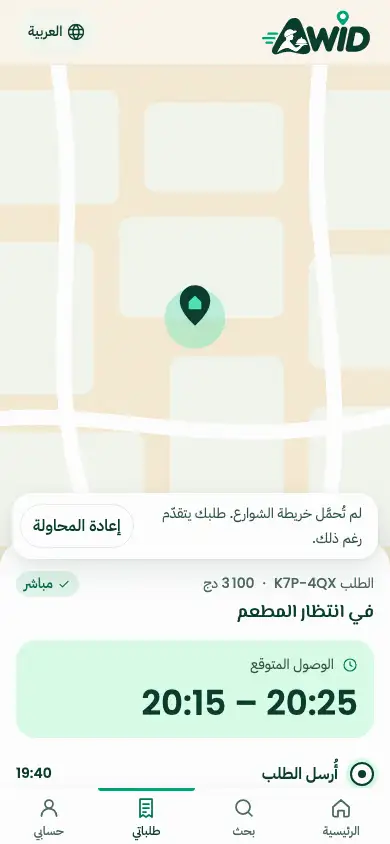 AWID
العربية
لم تُحمَّل خريطة الشوارع. طلبك يتقدّم
رغم ذلك.
إعادة المحاولة
الطلب K7P-4QX · 3100 دج
مباشر
في انتظار المطعم
الوصول المتوقع
20:15 – 20:25
أُرسل الطلب
19:40
الرئيسية
بحث
طلباتي
حسابي